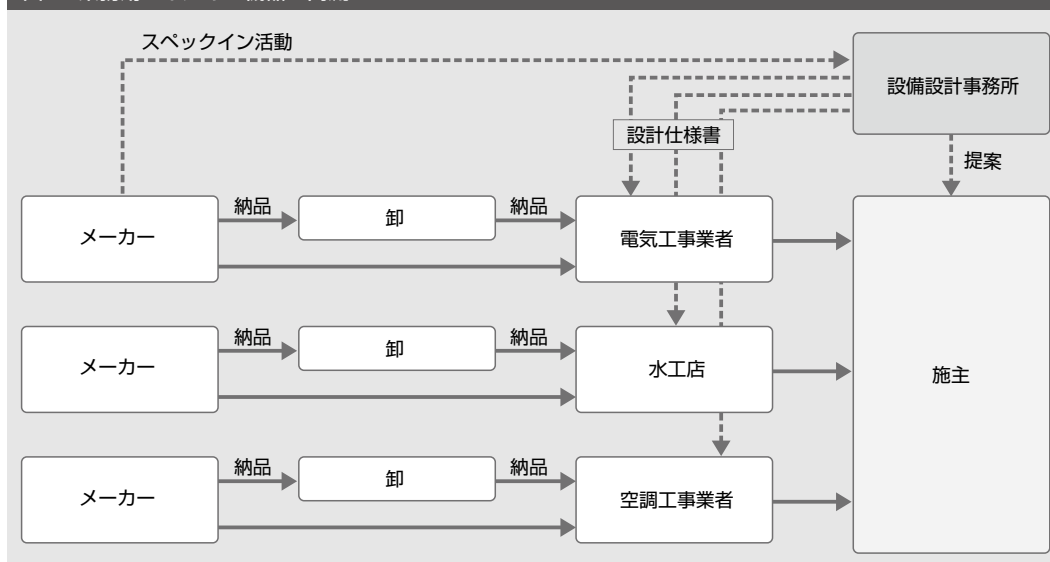 スペックイン活動
設備設計事務所
設計仕様書
提案
メーカー
納品
卸
納品
電気工事業者
メーカー
納品
卸
納品
水工店
施主
メーカー
納品
卸
納品
空調工事業者